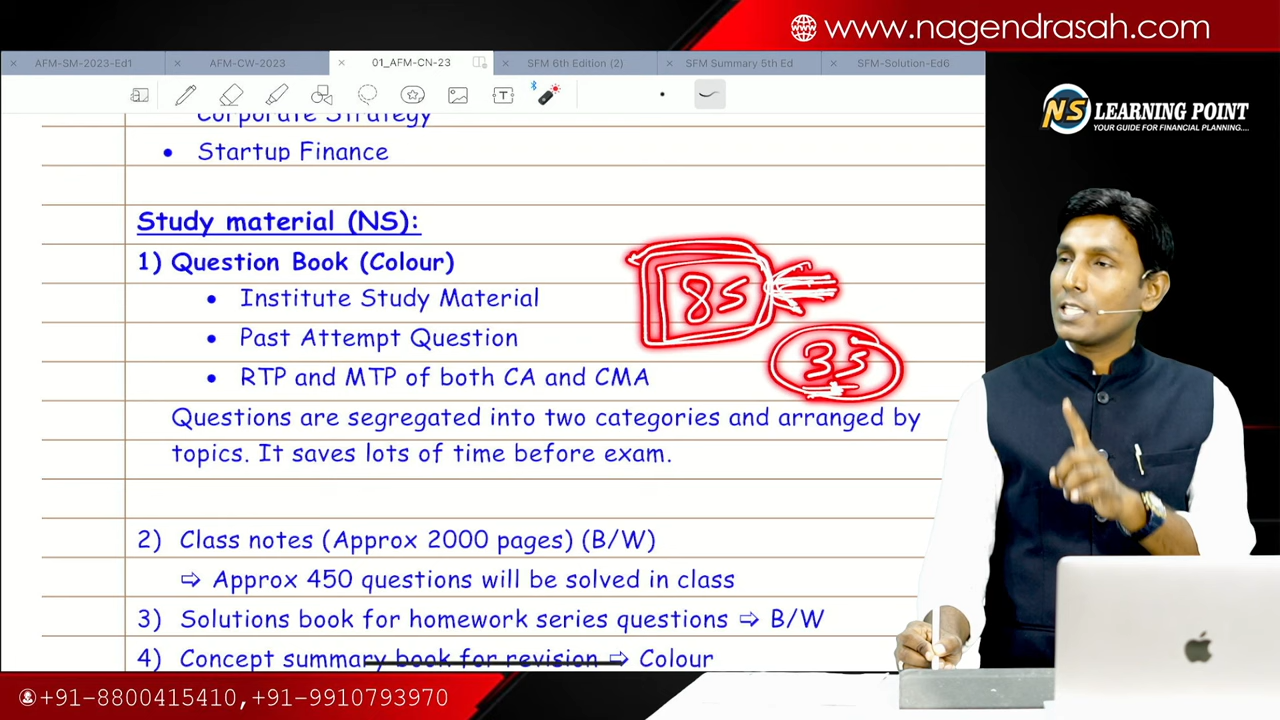 www.nagendrasah.com
AFM-SM-2023-Ed1
AFM-CW-2023
01_AFM-CN-23
SFM 6th Edition (2)
SFM Summary 5th Ed
SFM-Solution-Ed6
NS LEARNING POINT
YOUR GUIDE FOR FINANCIAL PLANNING....
Corporate Strategy
• Startup Finance
Study material (NS):
1) Question Book (Colour)
• Institute Study Material
85
• Past Attempt Question
35
• RTP and MTP of both CA and CMA
Questions are segregated into two categories and arranged by
topics. It saves lots of time before exam.
2) Class notes (Approx 2000 pages) (B/W)
⇨ Approx 450 questions will be solved in class
3) Solutions book for homework series questions ⇨ B/W
4) Concept summary book for revision ⇨ Colour
+91-8800415410,+91-9910793970